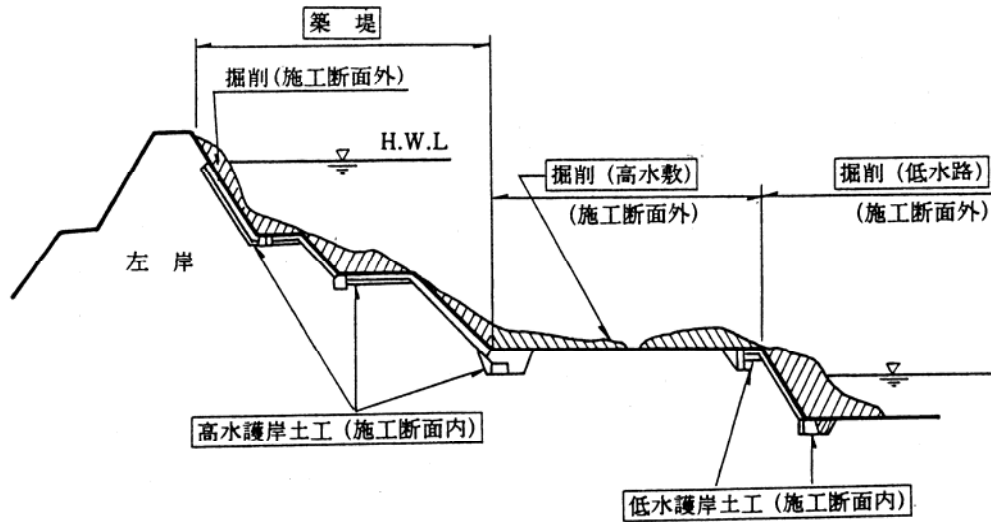 築 堤
掘削(施工断面外)
H.W.L
掘削(高水敷)
(施工断面外)
掘削(低水路)
(施工断面外)
左 岸
高水護岸土工(施工断面内)
低水護岸土工(施工断面内)